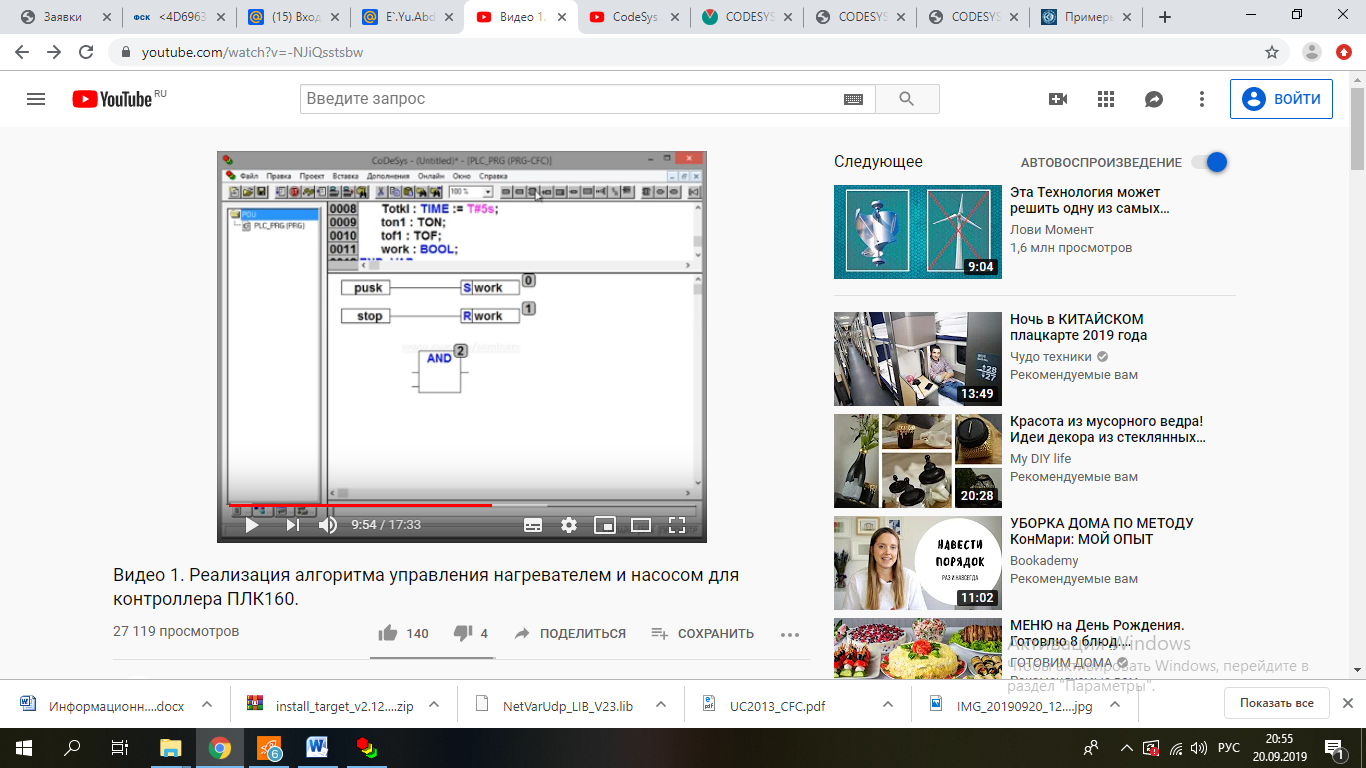 Заявки
ФСК <4D6963
(15) Вход
E`.Yu.Abd
Видео 1.
CodeSys
CODESYS
CODESYS
CODESYS
Примеры
youtube.com/watch?v=-NJiQsstsbw
YouTube RU
Введите запрос
ВОЙТИ
CoDeSys - (Untitled)* - [PLC_PRG (PRG-CFC)]
Файл Правка Проект Вставка Дополнения Онлайн Окно Справка
100 %
POU
PLC_PRG (PRG)
0008 Totkl : TIME := T#5s;
0009 ton1 : TON;
0010 tof1 : TOF;
0011 work : BOOL;
pusk S work 0
stop R work 1
AND 2
9:54 / 17:33
Видео 1. Реализация алгоритма управления нагревателем и насосом для
контроллера ПЛК160.
27 119 просмотров
140
4
ПОДЕЛИТЬСЯ
СОХРАНИТЬ
Следующее
АВТОВОСПРОИЗВЕДЕНИЕ
9:04
Эта Технология может
решить одну из самых…
Лови Момент
1,6 млн просмотров
13:49
Ночь в КИТАЙСКОМ
плацкарте 2019 года
Чудо техники
Рекомендуемые вам
20:28
Красота из мусорного ведра!
Идеи декора из стеклянных…
My DIY life
Рекомендуемые вам
НАВЕСТИ
ПОРЯДОК
РАЗ И НАВСЕГДА
11:02
УБОРКА ДОМА ПО МЕТОДУ
КонМари: МОЙ ОПЫТ
Bookademy
Рекомендуемые вам
МЕНЮ на День Рождения.
Готовлю 8 блюд…
ГОТОВИМ ДОМА
Активация Windows
Чтобы активировать Windows, перейдите в
раздел "Параметры".
Информационн....docx
install_target_v2.12....zip
NetVarUdp_LIB_V23.lib
UC2013_CFC.pdf
IMG_20190920_12....jpg
Показать все
6
РУС
20:55
20.09.2019
1